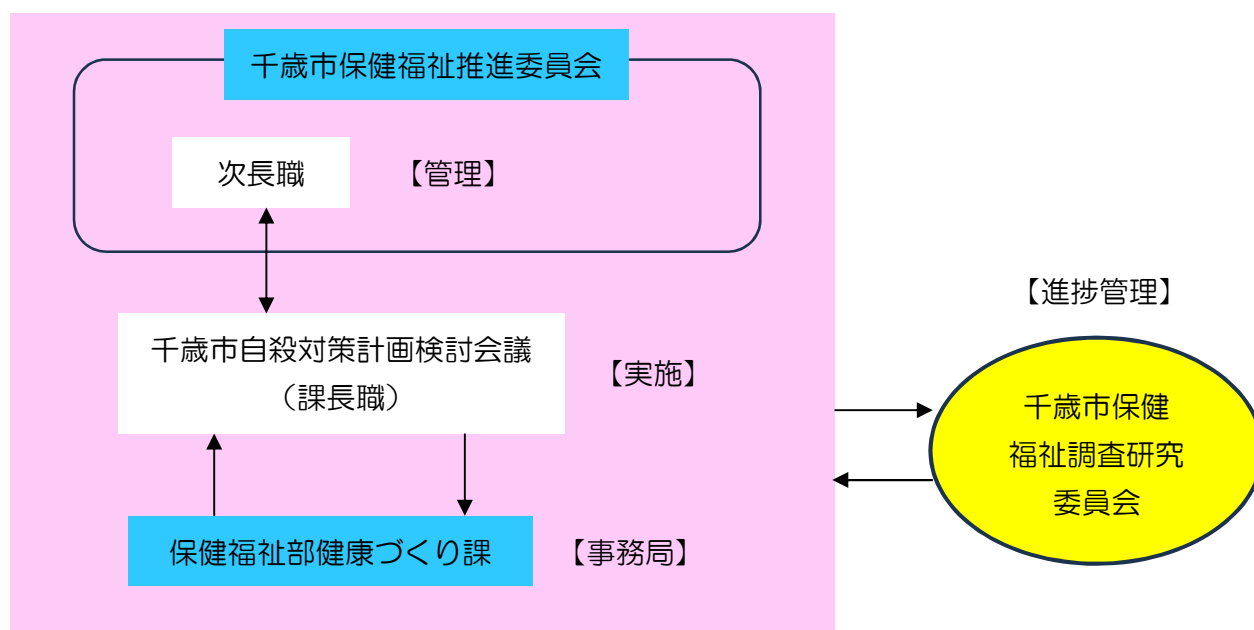 千歳市保健福祉推進委員会
次長職
【管理】
千歳市自殺対策計画検討会議
（課長職）
【実施】
保健福祉部健康づくり課
【事務局】
【進捗管理】
千歳市保健
福祉調査研究
委員会